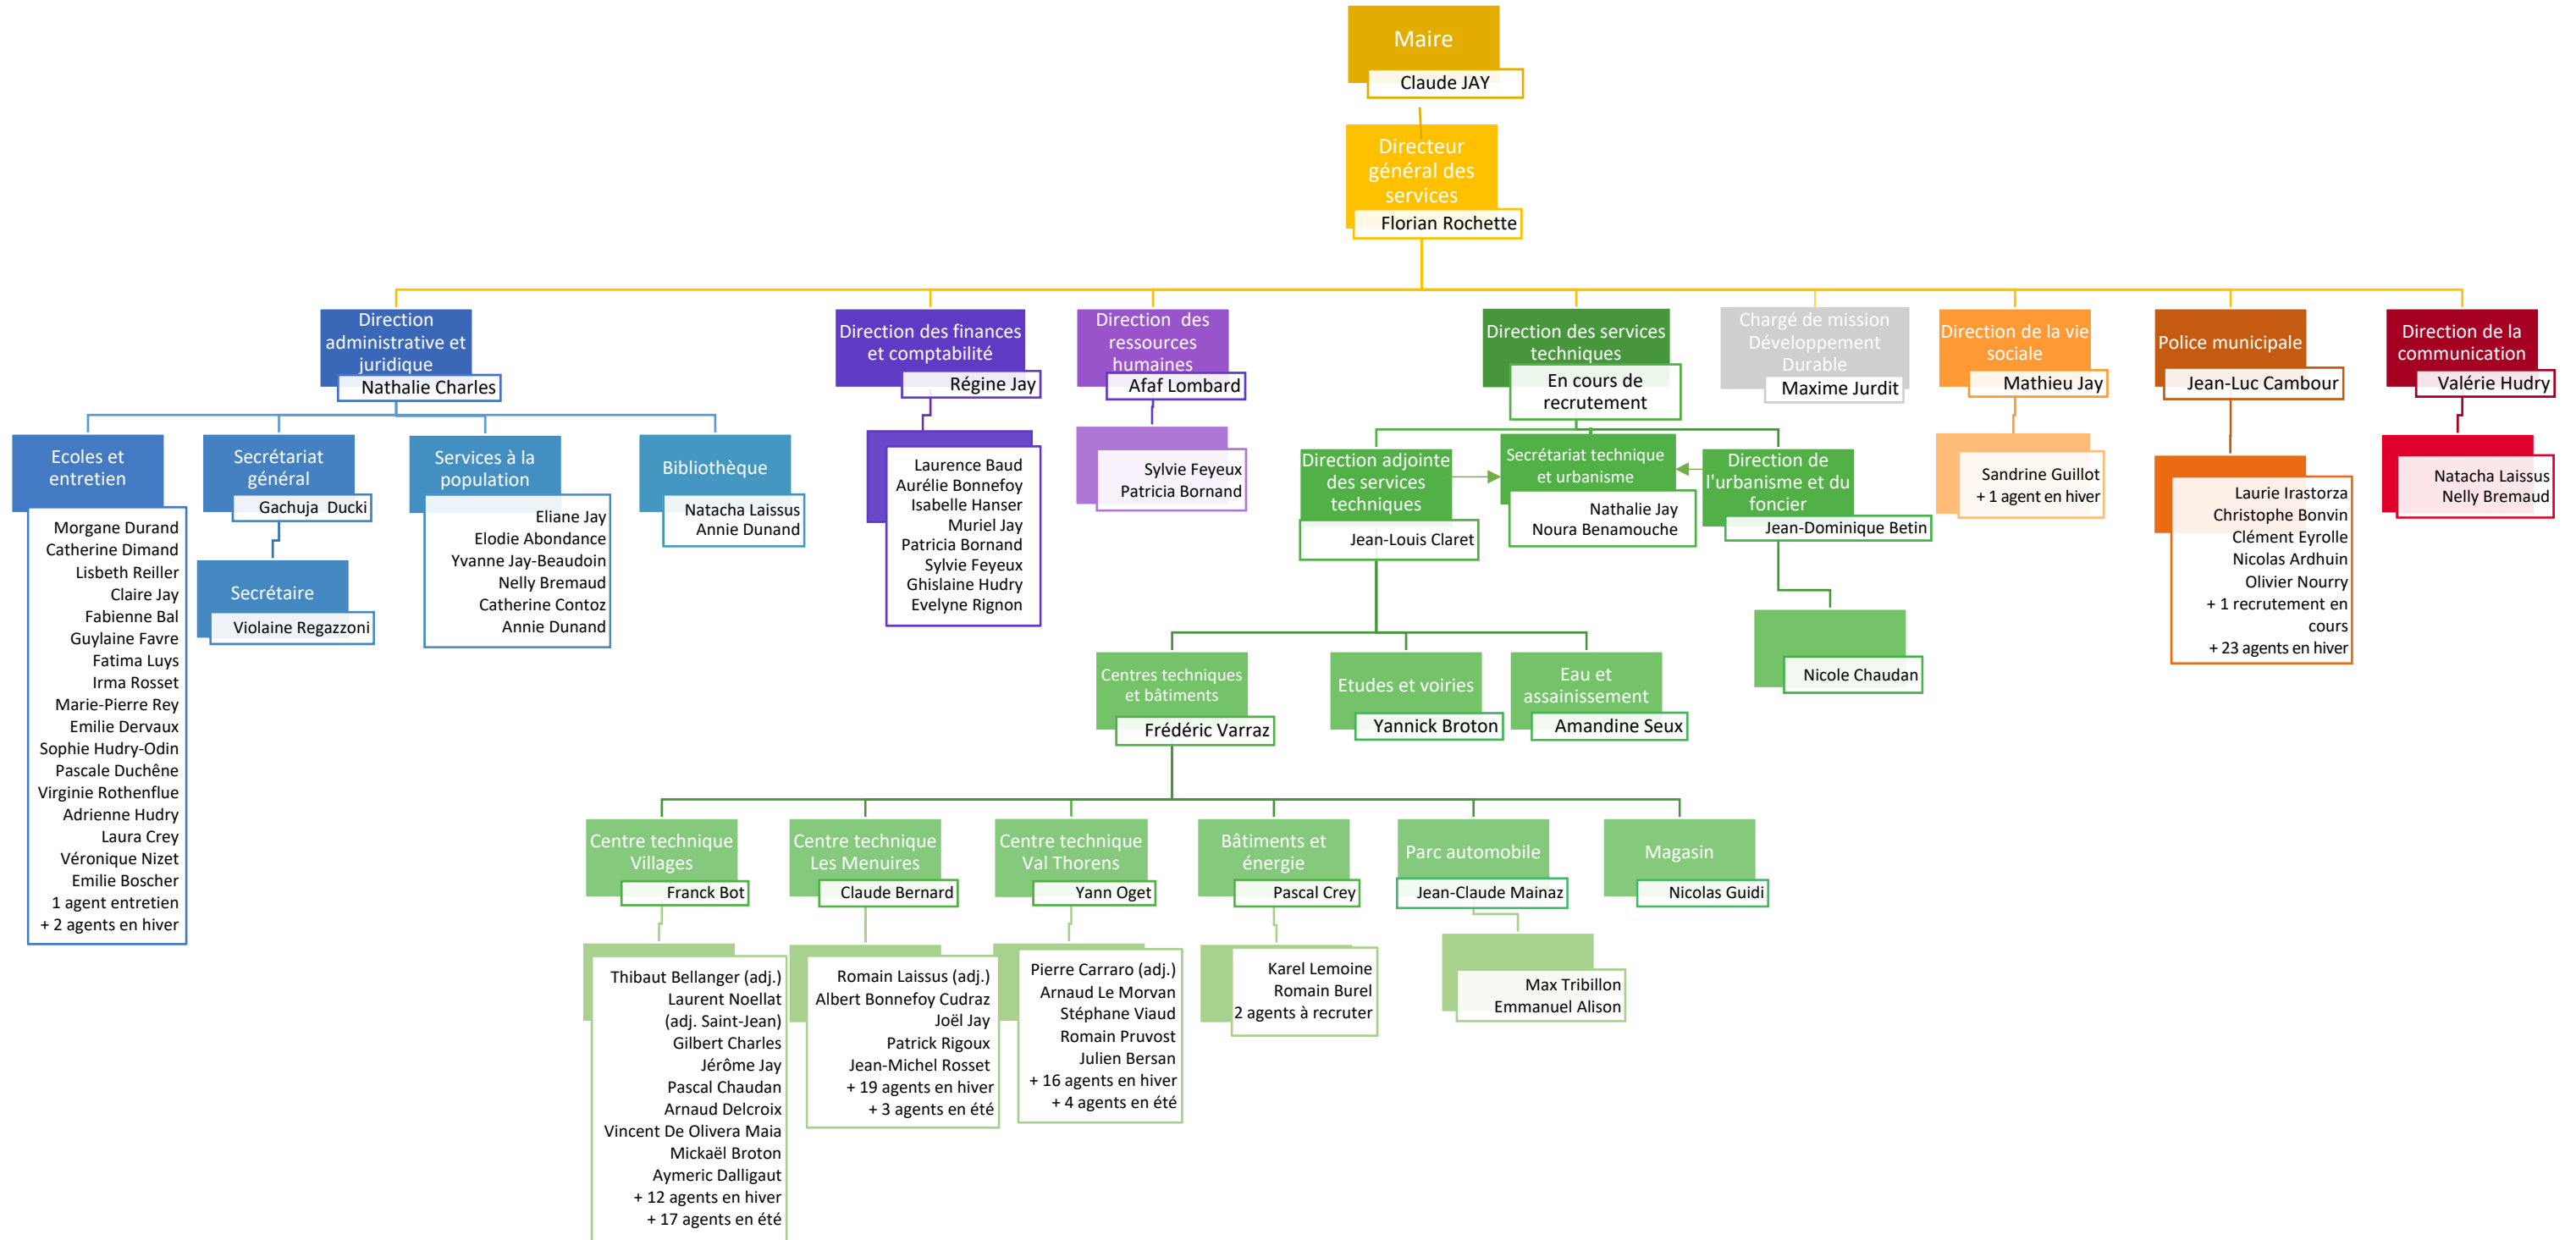 Maire
Claude JAY
Directeur
général des
services
Florian Rochette
Direction
administrative et
juridique
Nathalie Charles
Direction des finances
et comptabilité
Régine Jay
Direction des
ressources
humaines
Afaf Lombard
Direction des services
techniques
En cours de
recrutement
Chargé de mission
Développement
Durable
Maxime Jurdit
Direction de la vie
sociale
Mathieu Jay
Police municipale
Jean-Luc Cambour
Direction de la
communication
Valérie Hudry
Ecoles et
entretien
Morgane Durand
Catherine Dimand
Lisbeth Reiller
Claire Jay
Fabienne Bal
Guylaine Favre
Fatima Luys
Irma Rosset
Marie-Pierre Rey
Emilie Dervaux
Sophie Hudry-Odin
Pascale Duchêne
Virginie Rothenflue
Adrienne Hudry
Laura Crey
Véronique Nizet
Emilie Boscher
1 agent entretien
+ 2 agents en hiver
Secrétariat
général
Gachuja Ducki
Secrétaire
Violaine Regazzoni
Services à la
population
Eliane Jay
Elodie Abondance
Yvanne Jay-Beaudoin
Nelly Bremaud
Catherine Contoz
Annie Dunand
Bibliothèque
Natacha Laissus
Annie Dunand
Laurence Baud
Aurélie Bonnefoy
Isabelle Hanser
Muriel Jay
Patricia Bornand
Sylvie Feyeux
Ghislaine Hudry
Evelyne Rignon
Sylvie Feyeux
Patricia Bornand
Direction adjointe
des services
techniques
Jean-Louis Claret
Secrétariat technique
et urbanisme
Nathalie Jay
Noura Benamouche
Direction de
l'urbanisme et du
foncier
Jean-Dominique Betin
Nicole Chaudan
Sandrine Guillot
+ 1 agent en hiver
Laurie Irastorza
Christophe Bonvin
Clément Eyrolle
Nicolas Ardhuin
Olivier Nourry
+ 1 recrutement en
cours
+ 23 agents en hiver
Natacha Laissus
Nelly Bremaud
Centres techniques
et bâtiments
Frédéric Varraz
Etudes et voiries
Yannick Broton
Eau et
assainissement
Amandine Seux
Centre technique
Villages
Franck Bot
Centre technique
Les Menuires
Claude Bernard
Centre technique
Val Thorens
Yann Oget
Bâtiments et
énergie
Pascal Crey
Parc automobile
Jean-Claude Mainaz
Magasin
Nicolas Guidi
Thibaut Bellanger (adj.)
Laurent Noellat
(adj. Saint-Jean)
Gilbert Charles
Jérôme Jay
Pascal Chaudan
Arnaud Delcroix
Vincent De Olivera Maia
Mickaël Broton
Aymeric Dalligaut
+ 12 agents en hiver
+ 17 agents en été
Romain Laissus (adj.)
Albert Bonnefoy Cudraz
Joël Jay
Patrick Rigoux
Jean-Michel Rosset
+ 19 agents en hiver
+ 3 agents en été
Pierre Carraro (adj.)
Arnaud Le Morvan
Stéphane Viaud
Romain Pruvost
Julien Bersan
+ 16 agents en hiver
+ 4 agents en été
Karel Lemoine
Romain Burel
2 agents à recruter
Max Tribillon
Emmanuel Alison